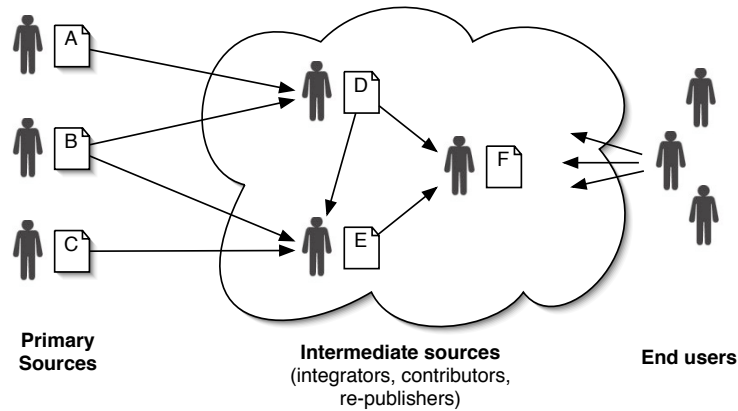 A
B
C
D
E
F
Primary
Sources
Intermediate sources
(integrators, contributors,
re-publishers)
End users